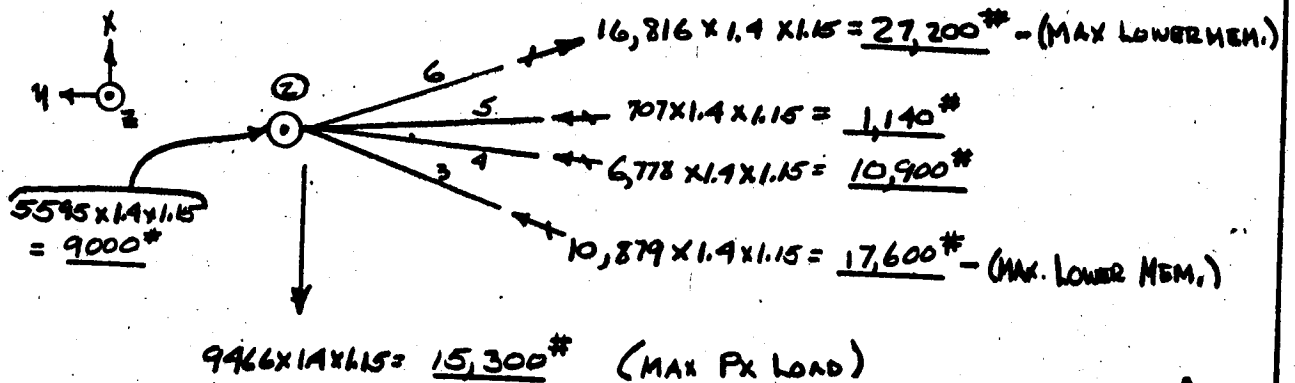 16,816 x 1.4 x 1.15 = 27,200# - (MAX LOWER MEM.)
X
6
y
z
2
5
707 x 1.4 x 1.15 = 1,140#
4
6,778 x 1.4 x 1.15 = 10,900#
3
5595 x 1.4 x 1.15
= 9000#
10,879 x 1.4 x 1.15 = 17,600# - (MAX. LOWER MEM.)
9466 x 1.4 x 1.15 = 15,300# (MAX PX LOAD)